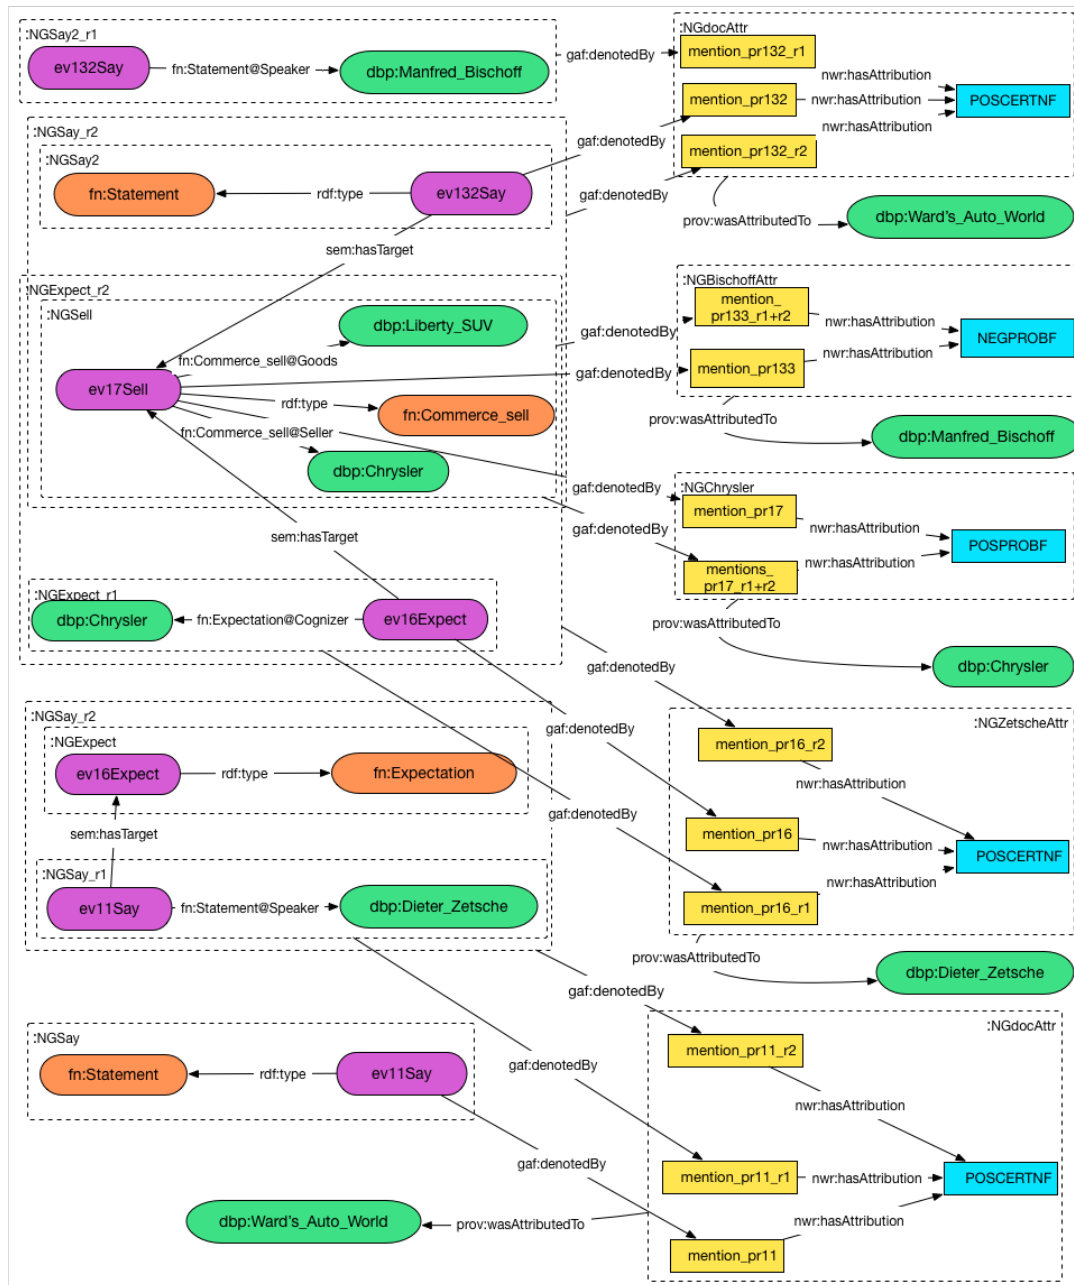 :NGSay2_r1
ev132Say
fn:Statement@Speaker
dbp:Manfred_Bischoff
gaf:denotedBy
:NGdocAttr
mention_pr132_r1
nwr:hasAttribution
mention_pr132
nwr:hasAttribution
POSCERTNF
nwr:hasAttribution
mention_pr132_r2
:NGSay_r2
gaf:denotedBy
:NGSay2
fn:Statement
rdf:type
ev132Say
gaf:denotedBy
prov:wasAttributedTo
dbp:Ward's_Auto_World
sem:hasTarget
:NGExpect_r2
:NGSell
dbp:Liberty_SUV
gaf:denotedBy
:NGBischoffAttr
mention_
pr133_r1+r2
nwr:hasAttribution
NEGPROBF
fn:Commerce_sell@Goods
ev17Sell
gaf:denotedBy
mention_pr133
nwr:hasAttribution
rdf:type
fn:Commerce_sell
fn:Commerce_sell@Seller
prov:wasAttributedTo
dbp:Manfred_Bischoff
dbp:Chrysler
gaf:denotedBy
:NGChrysler
mention_pr17
nwr:hasAttribution
gaf:denotedBy
POSPROBF
sem:hasTarget
mentions_
pr17_r1+r2
nwr:hasAttribution
:NGExpect_r1
dbp:Chrysler
fn:Expectation@Cognizer
ev16Expect
prov:wasAttributedTo
dbp:Chrysler
gaf:denotedBy
:NGSay_r2
gaf:denotedBy
:NGZetscheAttr
:NGExpect
mention_pr16_r2
ev16Expect
rdf:type
fn:Expectation
nwr:hasAttribution
gaf:denotedBy
sem:hasTarget
mention_pr16
nwr:hasAttribution
POSCERTNF
:NGSay_r1
nwr:hasAttribution
ev11Say
fn:Statement@Speaker
dbp:Dieter_Zetsche
mention_pr16_r1
prov:wasAttributedTo
dbp:Dieter_Zetsche
gaf:denotedBy
:NGSay
:NGdocAttr
mention_pr11_r2
fn:Statement
rdf:type
ev11Say
gaf:denotedBy
nwr:hasAttribution
gaf:denotedBy
mention_pr11_r1
nwr:hasAttribution
POSCERTNF
dbp:Ward's_Auto_World
prov:wasAttributedTo
nwr:hasAttribution
mention_pr11